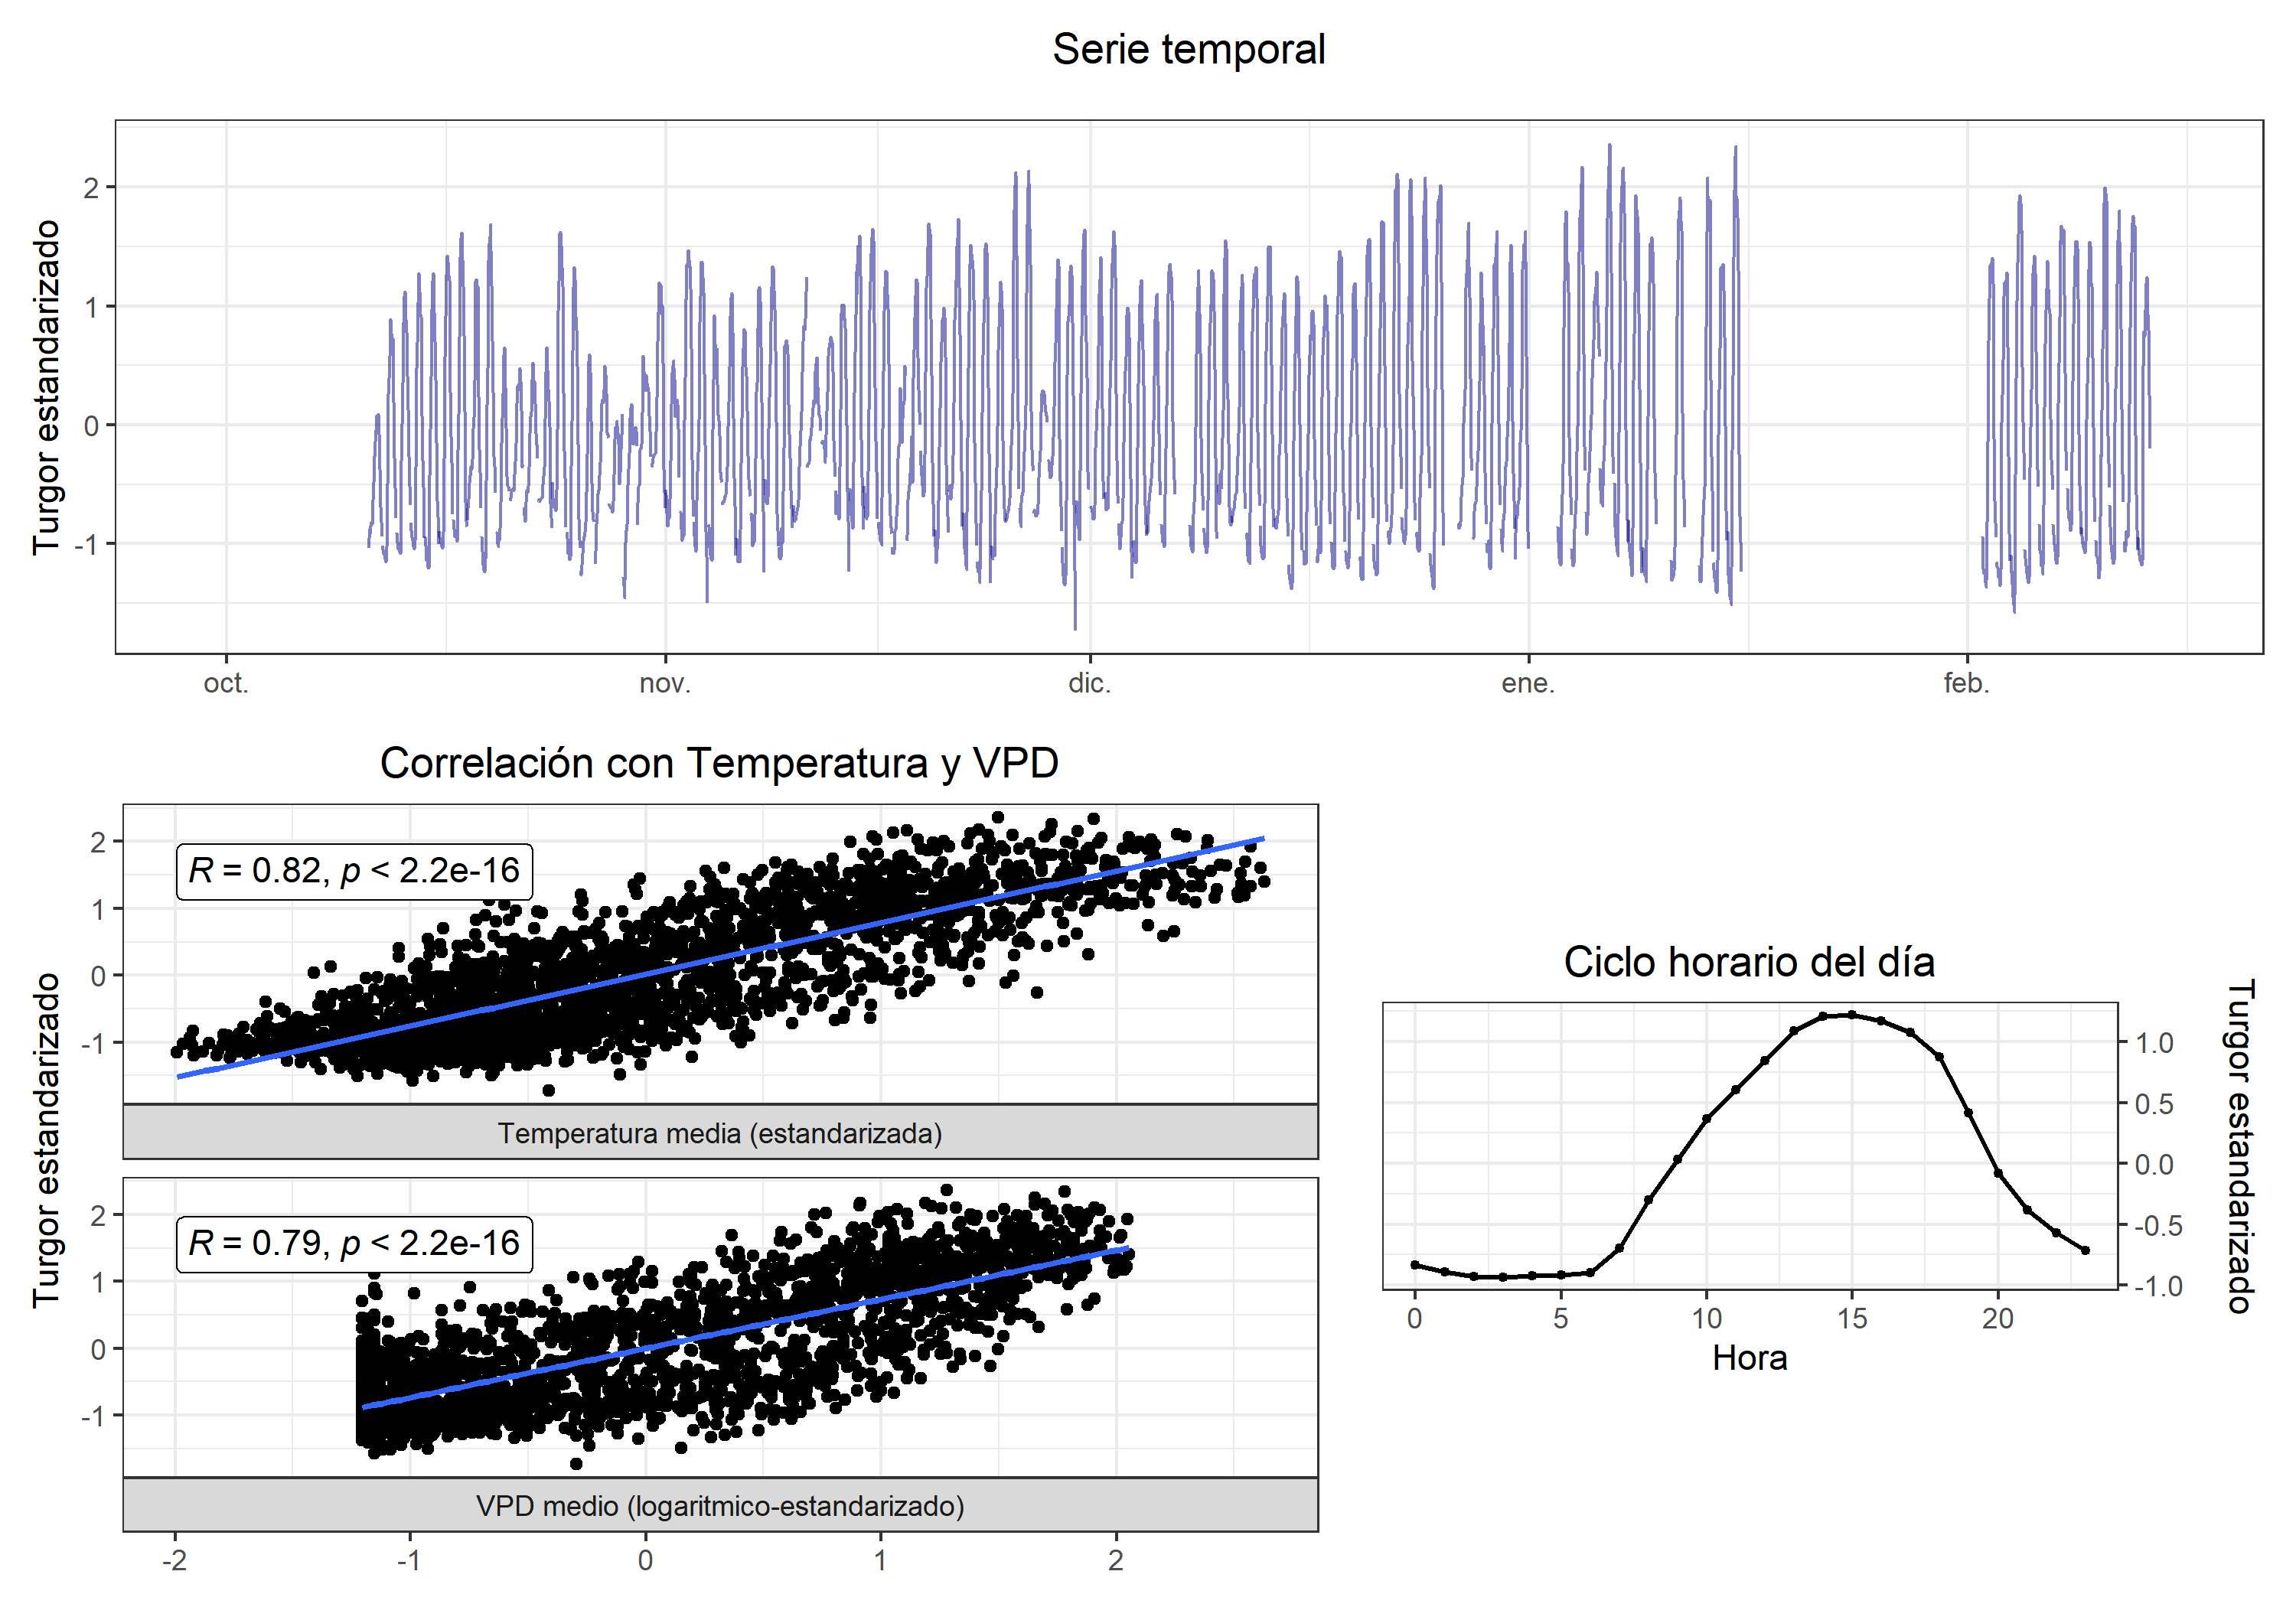 Serie temporal
Turgor estandarizado
2
1
0
-1
oct.
nov.
dic.
ene.
feb.
Correlación con Temperatura y VPD
Turgor estandarizado
2
1
0
-1
R = 0.82, p < 2.2e-16
Temperatura media (estandarizada)
2
1
0
-1
R = 0.79, p < 2.2e-16
VPD medio (logaritmico-estandarizado)
-2
-1
0
1
2
Ciclo horario del día
1.0
0.5
0.0
-0.5
-1.0
Turgor estandarizado
0
5
10
15
20
Hora